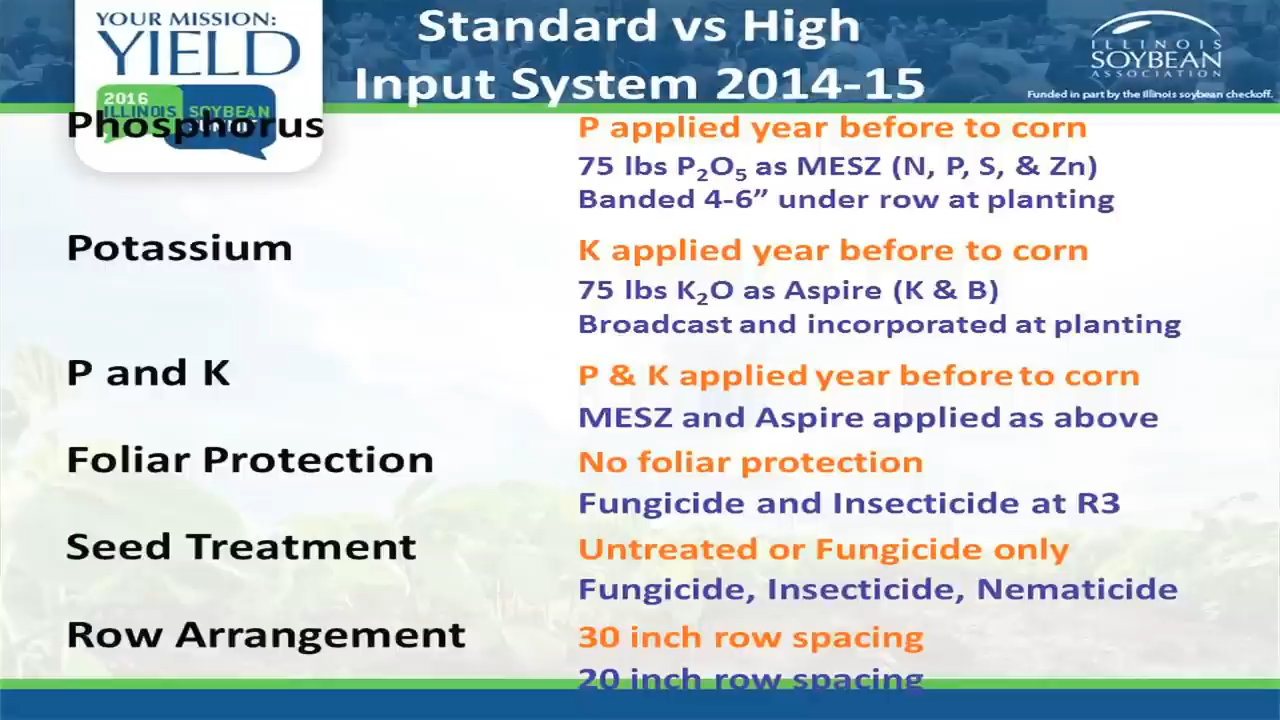 YOUR MISSION:
YIELD
2016
ILLINOIS SOYBEAN
SUMMIT
Standard vs High
Input System 2014-15
ILLINOIS
SOYBEAN
ASSOCIATION
Funded in part by the Illinois soybean checkoff.
Phosphorus
P applied year before to corn
75 lbs P₂O₅ as MESZ (N, P, S, & Zn)
Banded 4-6” under row at planting
Potassium
K applied year before to corn
75 lbs K₂O as Aspire (K & B)
Broadcast and incorporated at planting
P and K
P & K applied year before to corn
MESZ and Aspire applied as above
Foliar Protection
No foliar protection
Fungicide and Insecticide at R3
Seed Treatment
Untreated or Fungicide only
Fungicide, Insecticide, Nematicide
Row Arrangement
30 inch row spacing
20 inch row spacing